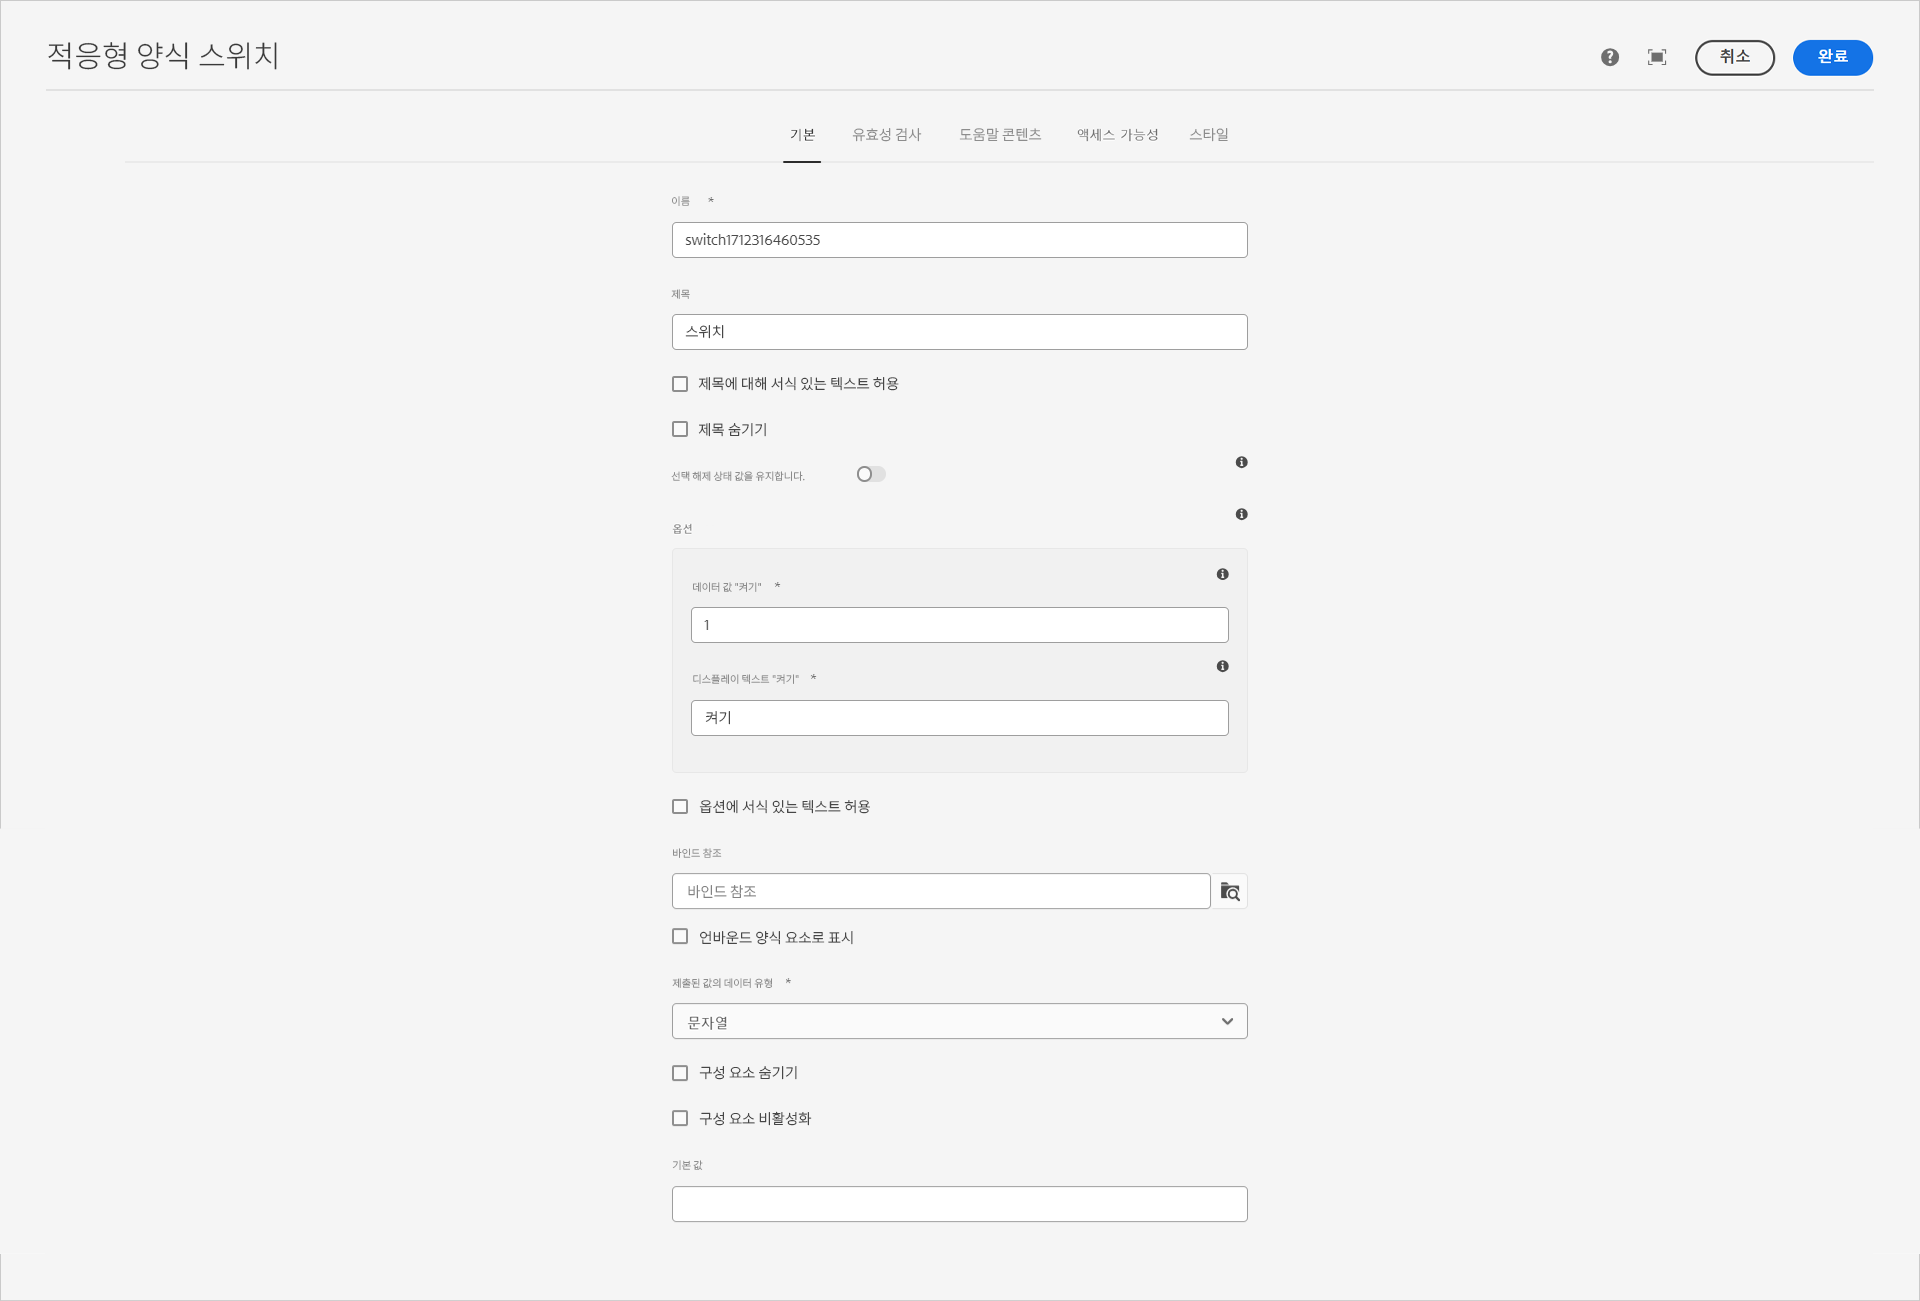 적응형 양식 스위치
취소
완료
기본
유효성 검사
도움말 콘텐츠
액세스 가능성
스타일
이름 *
switch1712316460535
제목
스위치
제목에 대해 서식 있는 텍스트 허용
제목 숨기기
선택 해제 상태 값을 유지합니다.
옵션
데이터 값 "켜기" *
1
디스플레이 텍스트 "켜기" *
켜기
옵션에 서식 있는 텍스트 허용
바인드 참조
바인드 참조
언바운드 양식 요소로 표시
제출된 값의 데이터 유형 *
문자열
구성 요소 숨기기
구성 요소 비활성화
기본 값